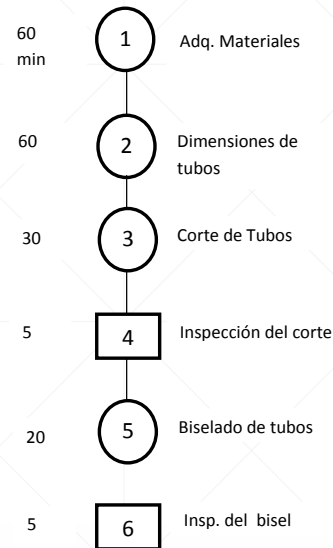 60
min
1
Adq. Materiales
60
2
Dimensiones de
tubos
30
3
Corte de Tubos
5
4
Inspección del corte
20
5
Biselado de tubos
5
6
Insp. del bisel